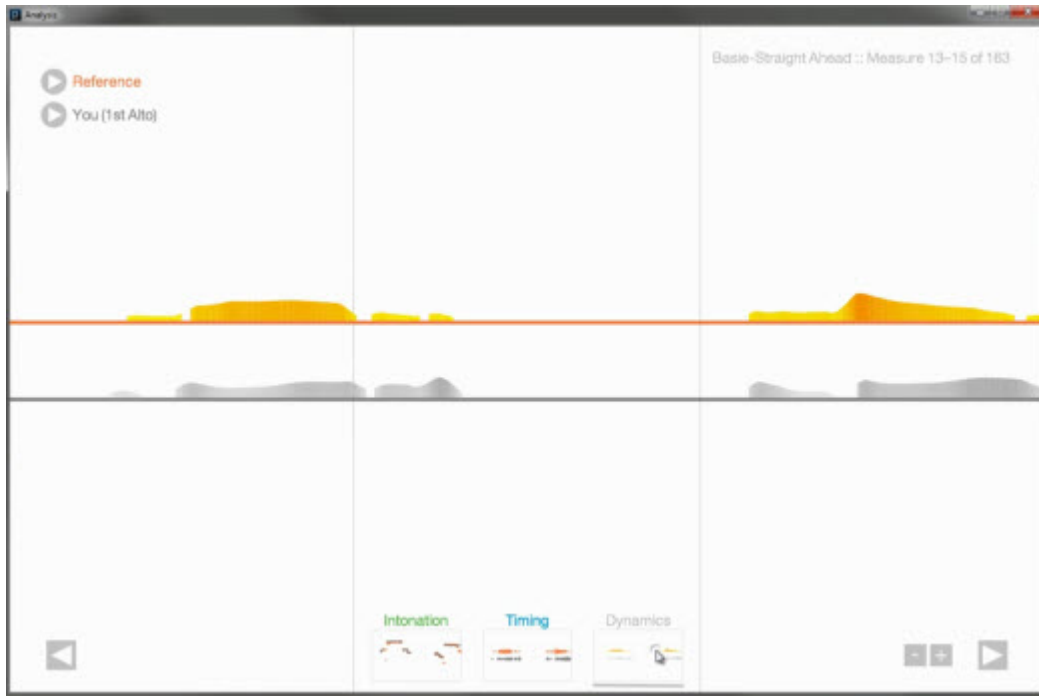 Analysis
Basie-Straight Ahead :: Measure 13-15 of 163
Reference
You (1st Alto)
Intonation
Timing
Dynamics
- +